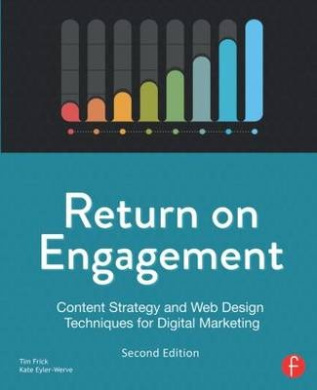 Return on
Engagement
Content Strategy and Web Design
Techniques for Digital Marketing
Second Edition
Tim Frick
Kate Eyler-Werve
f